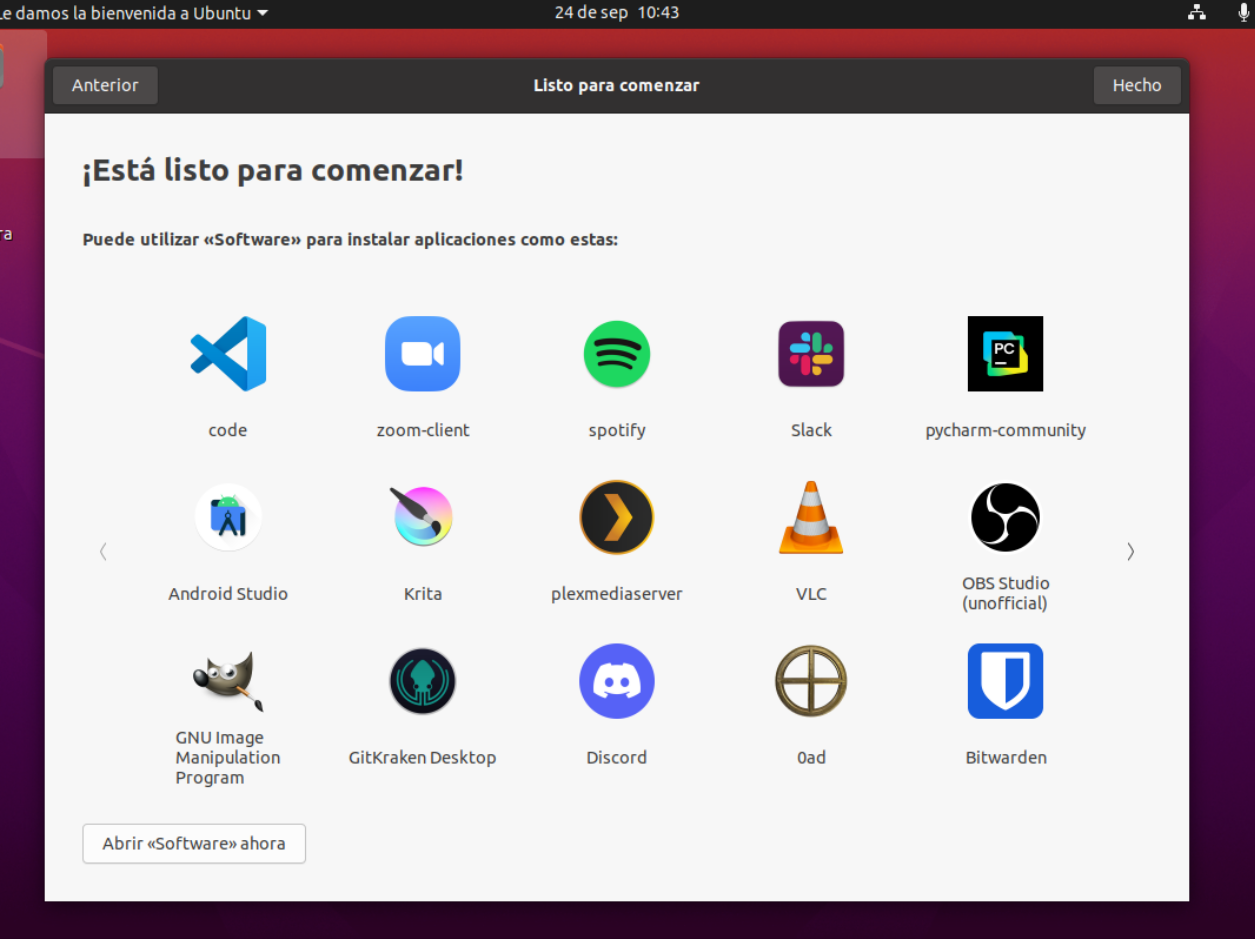 Le damos la bienvenida a Ubuntu
24 de sep 10:43
Anterior
Listo para comenzar
Hecho
¡Está listo para comenzar!
ra
Puede utilizar «Software» para instalar aplicaciones como estas:
PC
code
zoom-client
spotify
Slack
pycharm-community
Android Studio
Krita
plexmediaserver
VLC
OBS Studio
(unofficial)
GNU Image
Manipulation
Program
GitKraken Desktop
Discord
0ad
Bitwarden
Abrir «Software» ahora